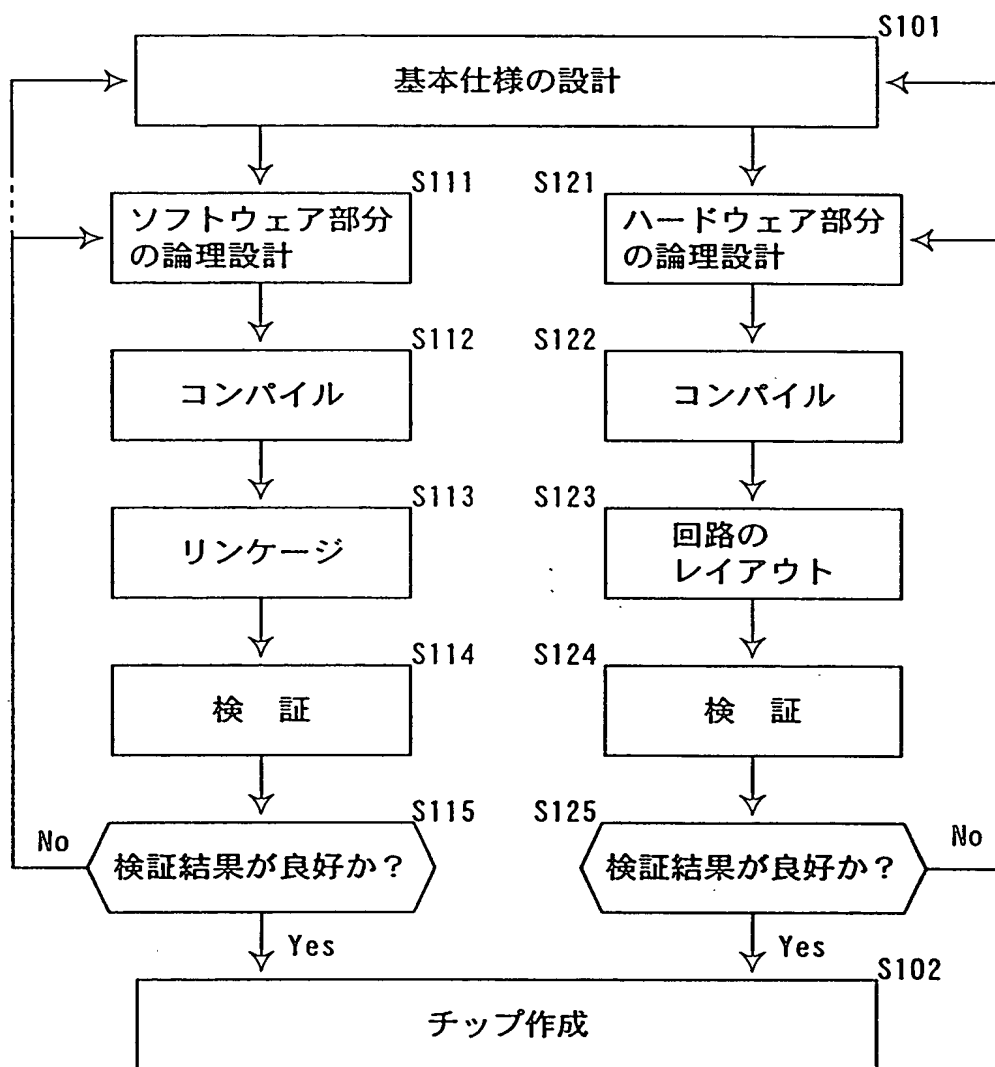 S101
基本仕様の設計
S111
ソフトウェア部分
の論理設計
S121
ハードウェア部分
の論理設計
S112
コンパイル
S122
コンパイル
S113
リンケージ
S123
回路の
レイアウト
S114
検 証
S124
検 証
S115
検証結果が良好か?
No
Yes
S125
検証結果が良好か?
No
Yes
S102
チップ作成